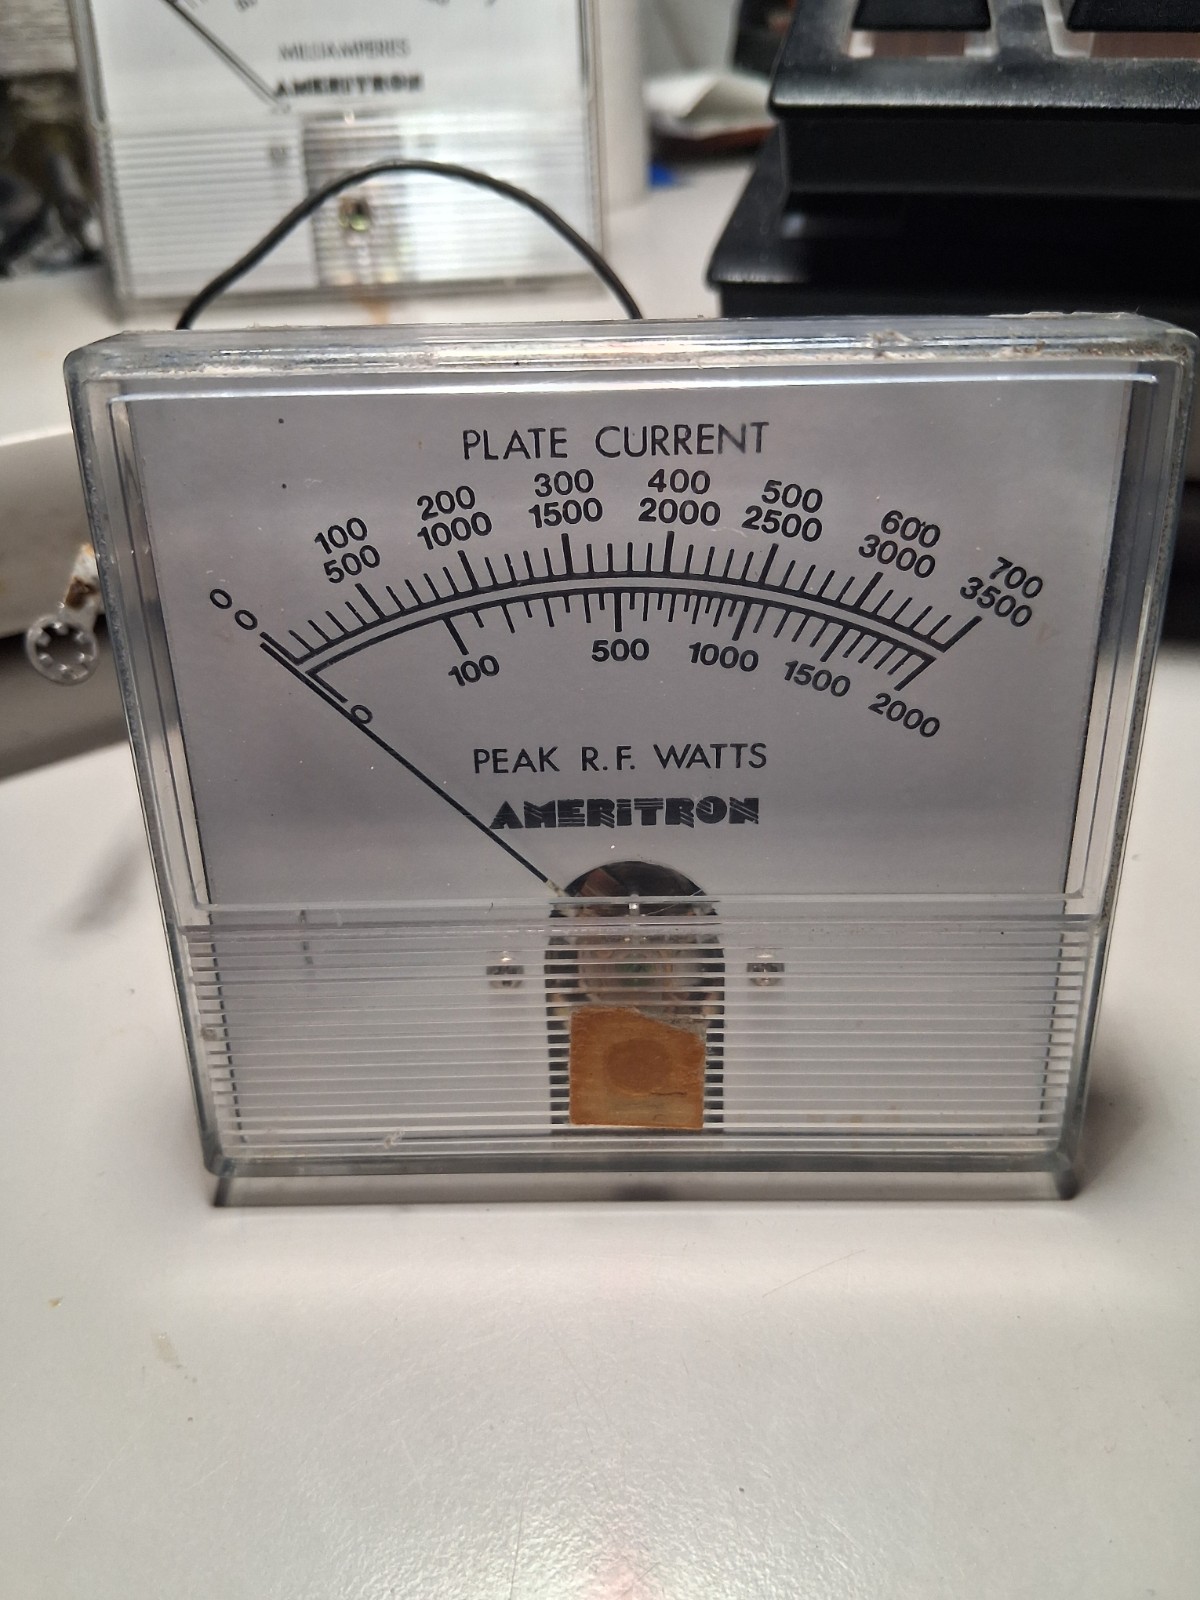 MILLIAMPERES
AMERITRON
PLATE CURRENT
0 100 200 300 400 500 600 700
0 500 1000 1500 2000 2500 3000 3500
0 100 500 1000 1500 2000
PEAK R.F. WATTS
AMERITRON